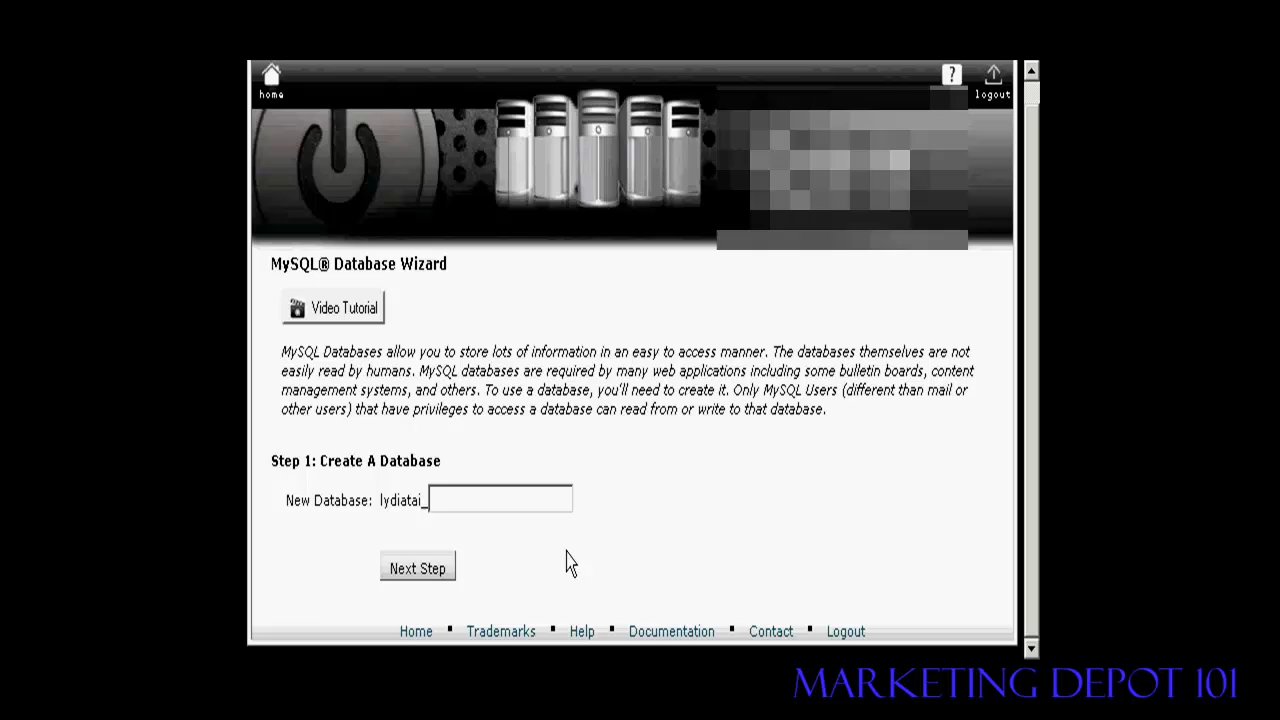 home
?
logout
MySQL® Database Wizard
Video Tutorial
MySQL Databases allow you to store lots of information in an easy to access manner. The databases themselves are not
easily read by humans. MySQL databases are required by many web applications including some bulletin boards, content
management systems, and others. To use a database, you'll need to create it. Only MySQL Users (different than mail or
other users) that have privileges to access a database can read from or write to that database.
Step 1: Create A Database
New Database: lydiatai_
Next Step
Home ▪ Trademarks ▪ Help ▪ Documentation ▪ Contact ▪ Logout
MARKETING DEPOT 101